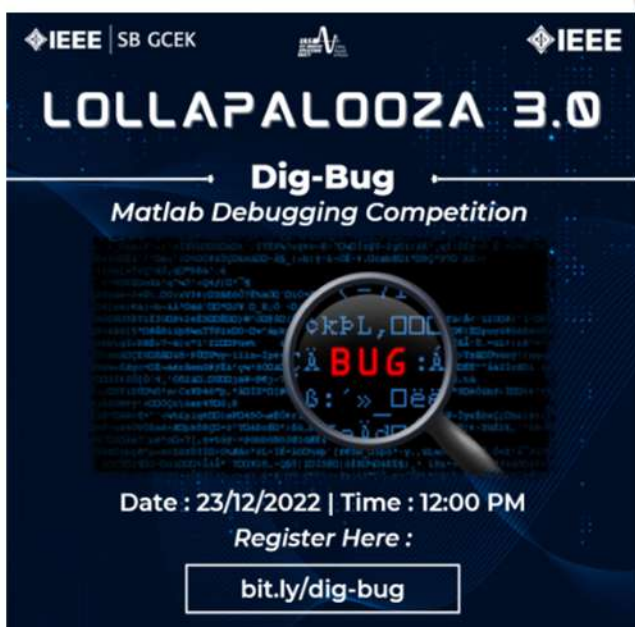 IEEE SB GCEK
IEEE
LOLLAPALOOZA 3.0
Dig-Bug
Matlab Debugging Competition
BUG
Date : 23/12/2022 | Time : 12:00 PM
Register Here :
bit.ly/dig-bug